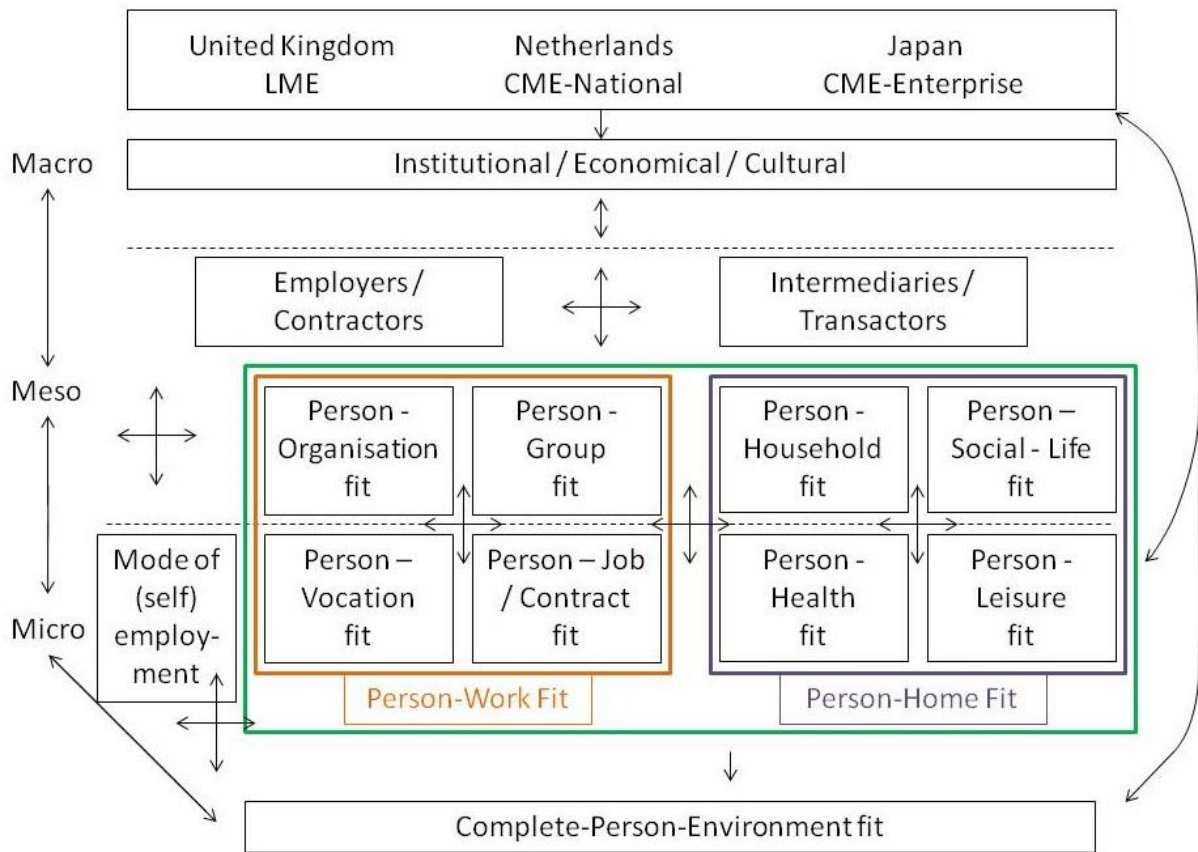 United Kingdom
LME
Netherlands
CME-National
Japan
CME-Enterprise
Macro
Institutional / Economical / Cultural
Employers /
Contractors
Intermediaries /
Transactors
Meso
Person -
Organisation
fit
Person -
Group
fit
Person -
Household
fit
Person –
Social - Life
fit
Mode of
(self)
employ-
ment
Person –
Vocation
fit
Person – Job
/ Contract
fit
Person -
Health
fit
Person -
Leisure
fit
Micro
Person-Work Fit
Person-Home Fit
Complete-Person-Environment fit